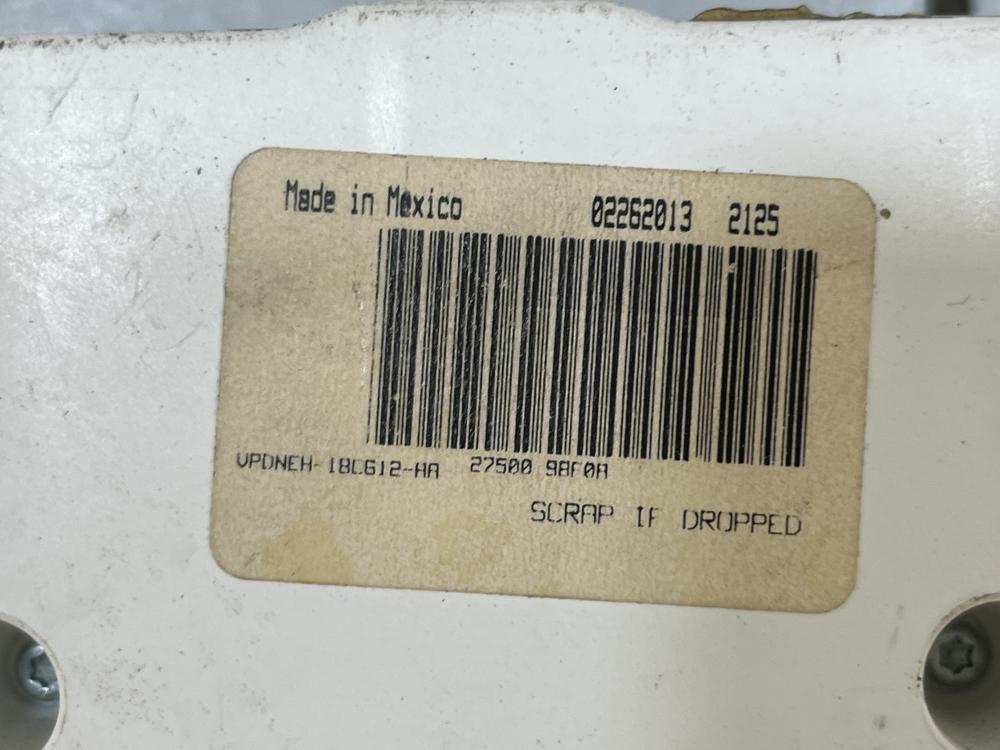 Made in Mexico 02262013 2125
VPDNEH-18C612-AA 27500 98F0A
SCRAP IF DROPPED